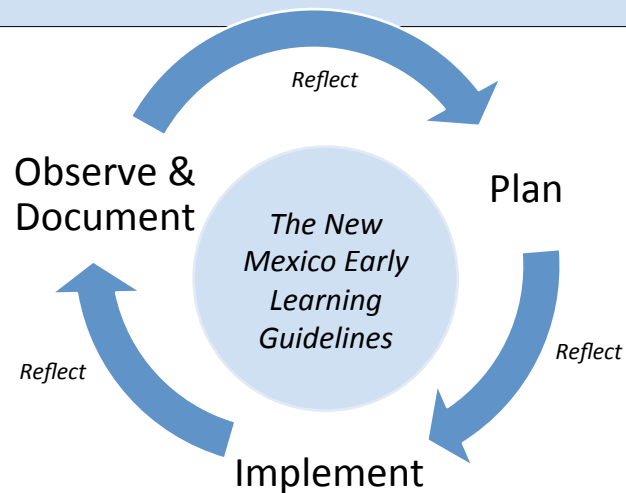 Reflect
Observe &
Document
Plan
The New
Mexico Early
Learning
Guidelines
Reflect
Reflect
Implement